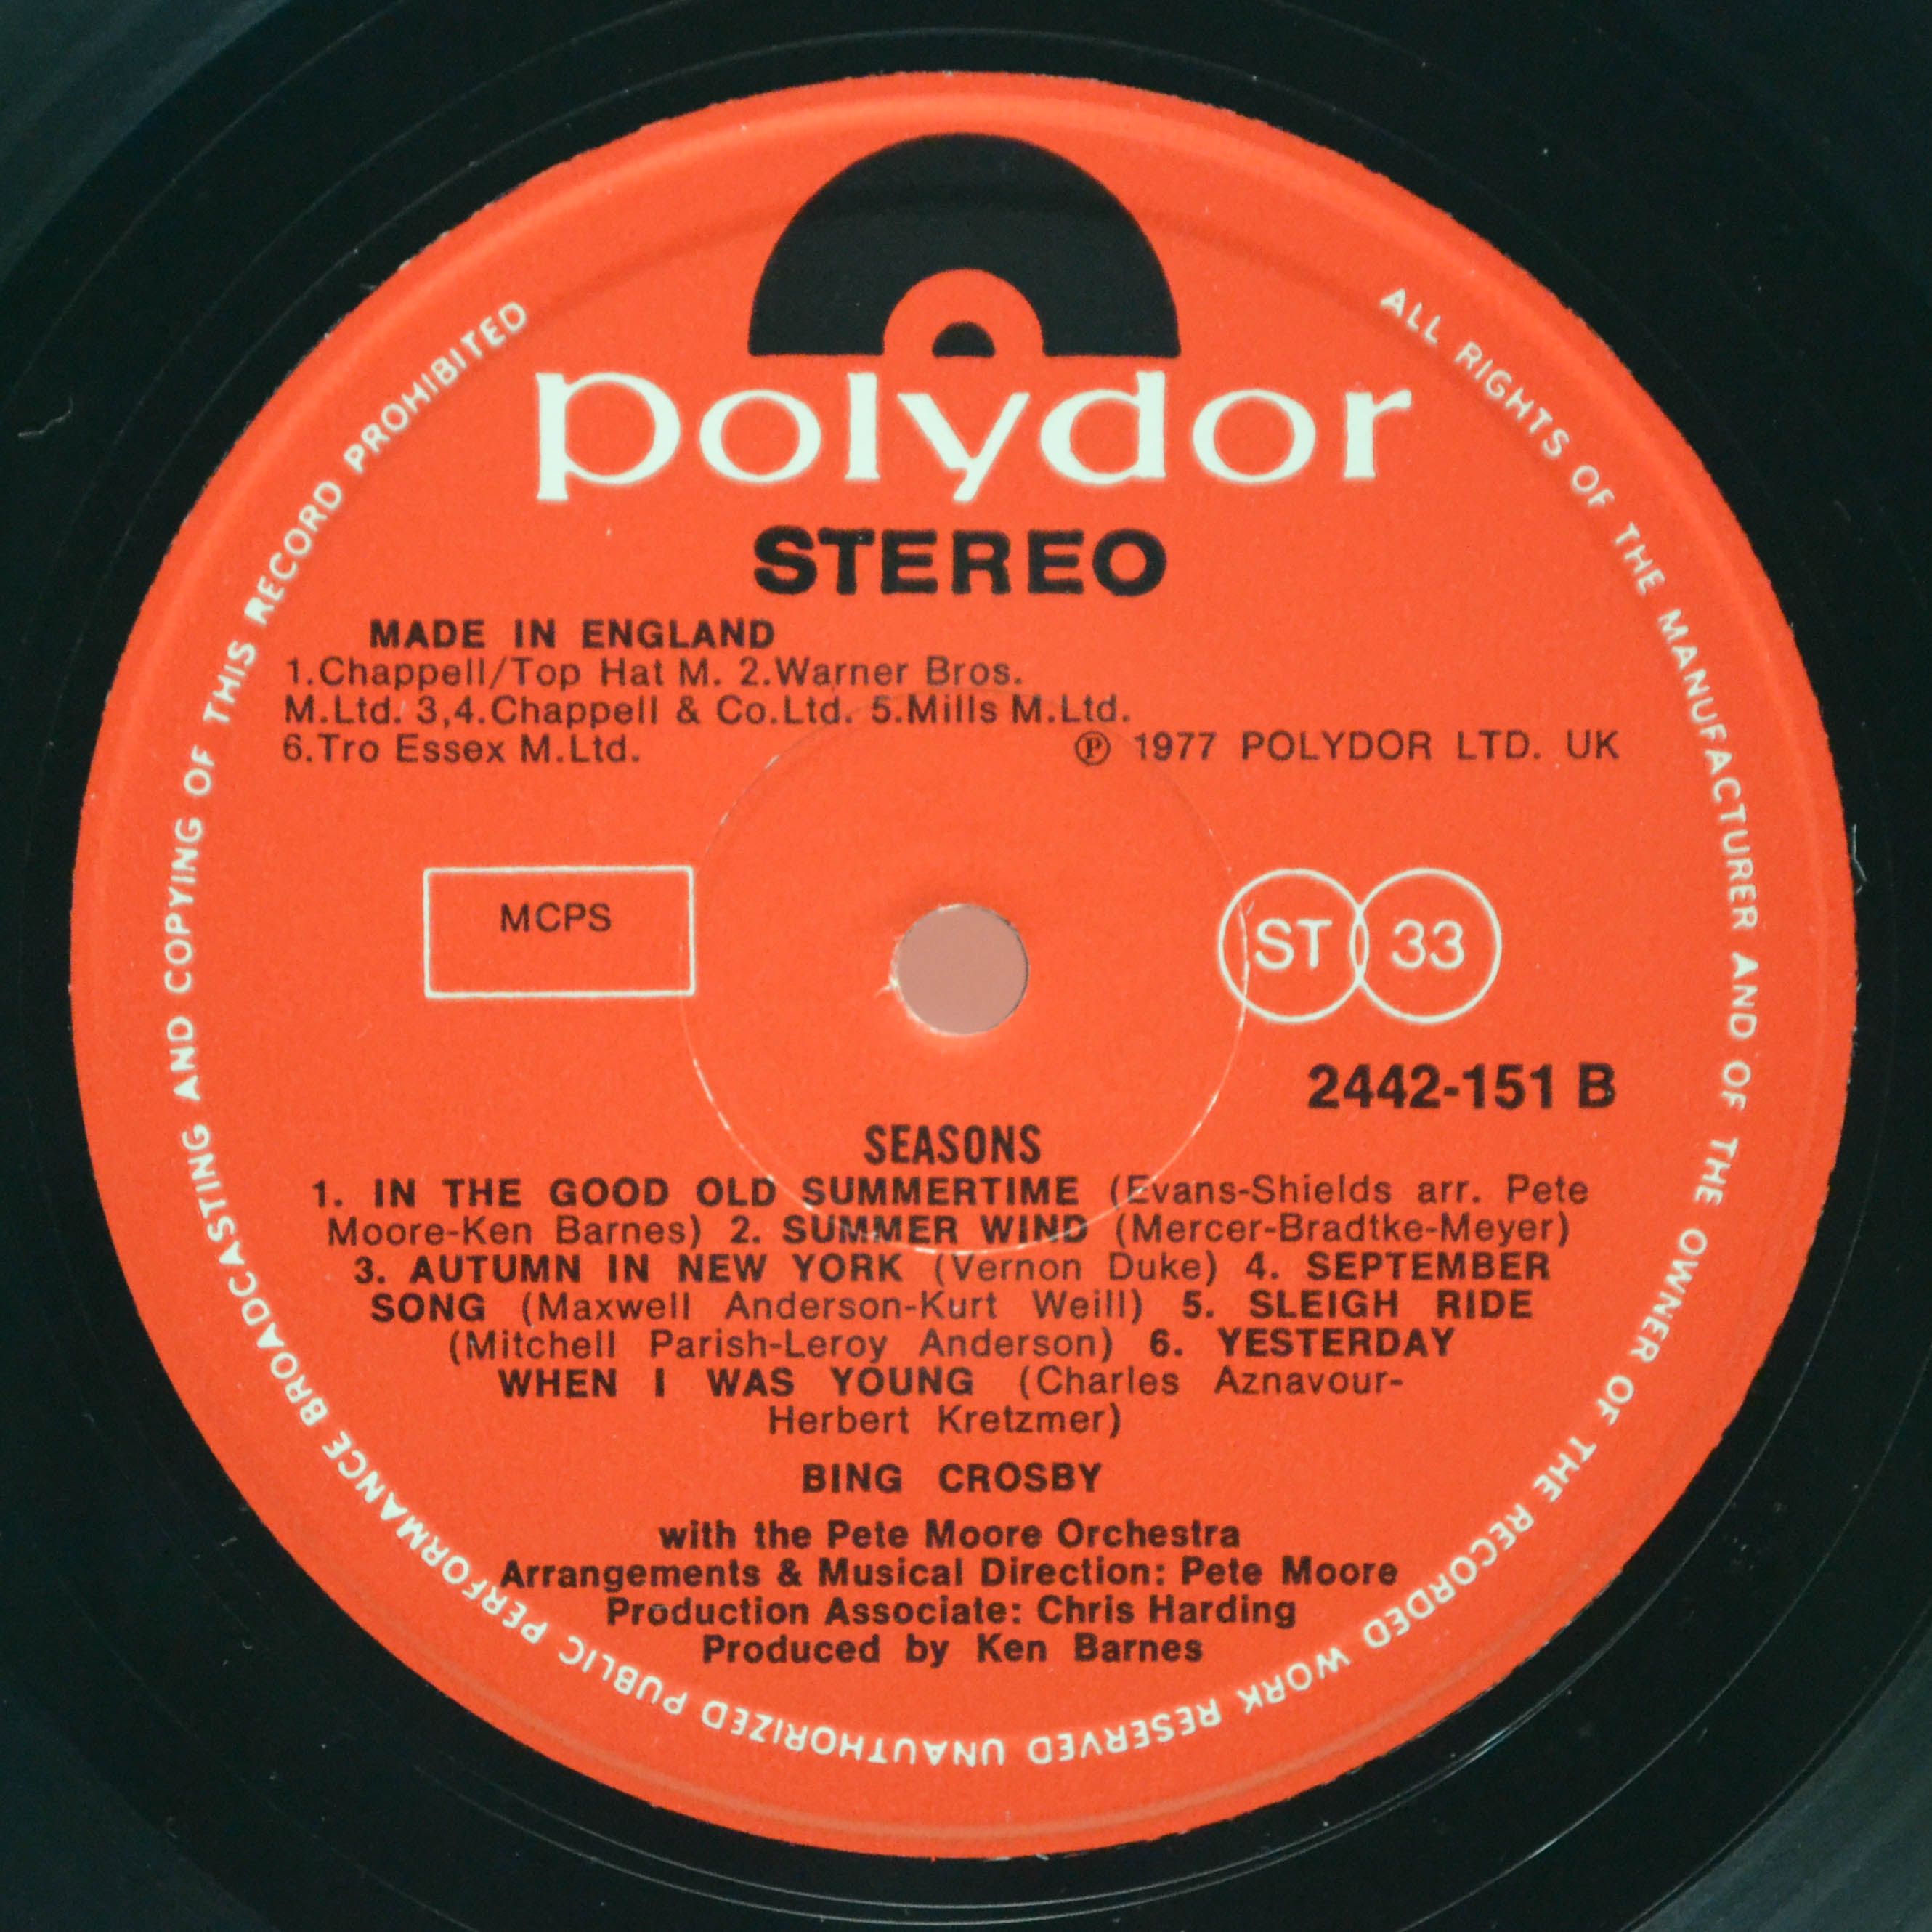 polydor
STEREO
MADE IN ENGLAND
1.Chappell/Top Hat M. 2.Warner Bros.
M.Ltd. 3,4.Chappell & Co.Ltd. 5.Mills M.Ltd.
6.Tro Essex M.Ltd.
℗ 1977 POLYDOR LTD. UK
MCPS
ST 33
2442-151 B
SEASONS
1. IN THE GOOD OLD SUMMERTIME (Evans-Shields arr. Pete
Moore-Ken Barnes) 2. SUMMER WIND (Mercer-Bradtke-Meyer)
3. AUTUMN IN NEW YORK (Vernon Duke) 4. SEPTEMBER
SONG (Maxwell Anderson-Kurt Weill) 5. SLEIGH RIDE
(Mitchell Parish-Leroy Anderson) 6. YESTERDAY
WHEN I WAS YOUNG (Charles Aznavour-
Herbert Kretzmer)
BING CROSBY
with the Pete Moore Orchestra
Arrangements & Musical Direction: Pete Moore
Production Associate: Chris Harding
Produced by Ken Barnes
ALL RIGHTS OF THE MANUFACTURER AND OF THE OWNER OF THE RECORDED WORK RESERVED UNAUTHORIZED PUBLIC PERFORMANCE BROADCASTING AND COPYING OF THIS RECORD PROHIBITED